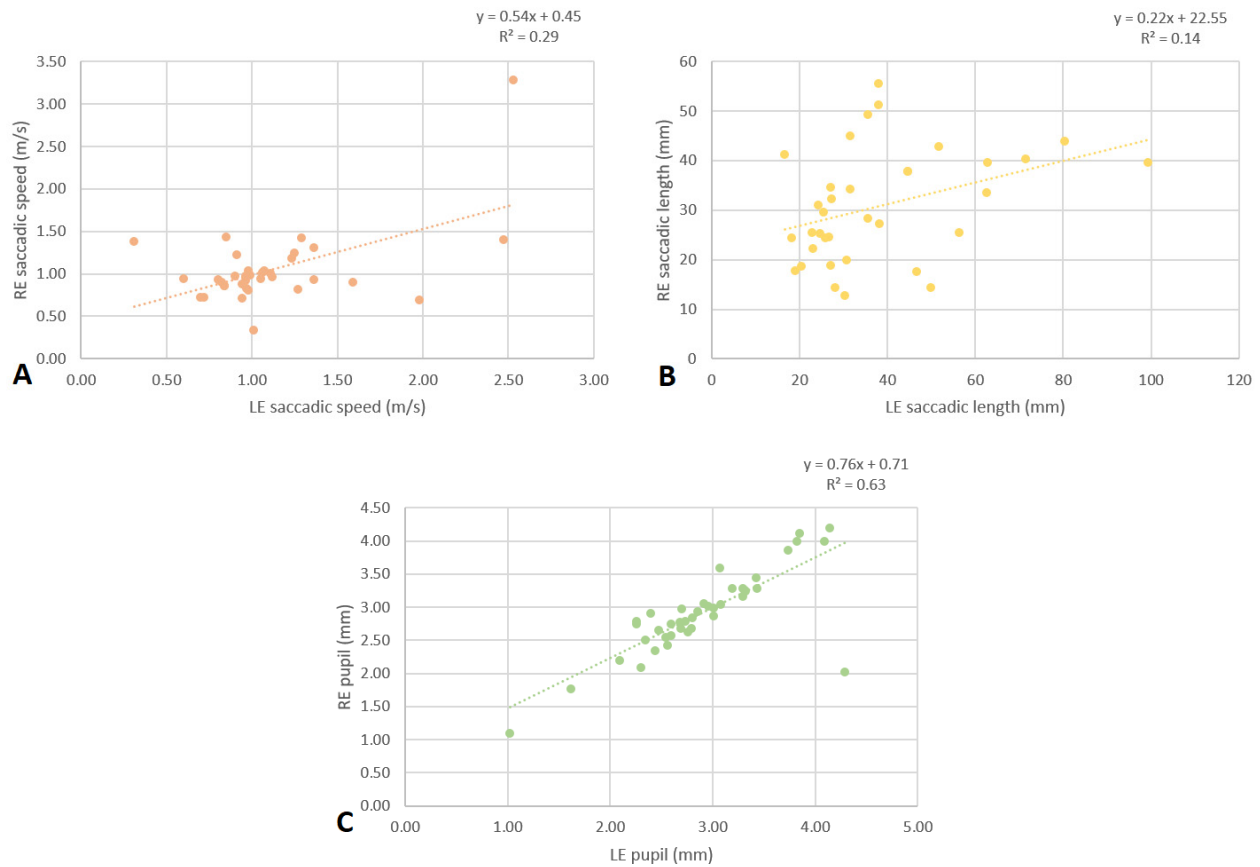 y = 0.54x + 0.45
R² = 0.29
3.50
3.00
2.50
2.00
1.50
1.00
0.50
0.00
RE saccadic speed (m/s)
0.00 0.50 1.00 1.50 2.00 2.50 3.00
LE saccadic speed (m/s)
A
y = 0.22x + 22.55
R² = 0.14
60
50
40
30
20
10
0
RE saccadic length (mm)
0 20 40 60 80 100 120
LE saccadic length (mm)
B
y = 0.76x + 0.71
R² = 0.63
4.50
4.00
3.50
3.00
2.50
2.00
1.50
1.00
0.50
0.00
RE pupil (mm)
0.00 1.00 2.00 3.00 4.00 5.00
LE pupil (mm)
C